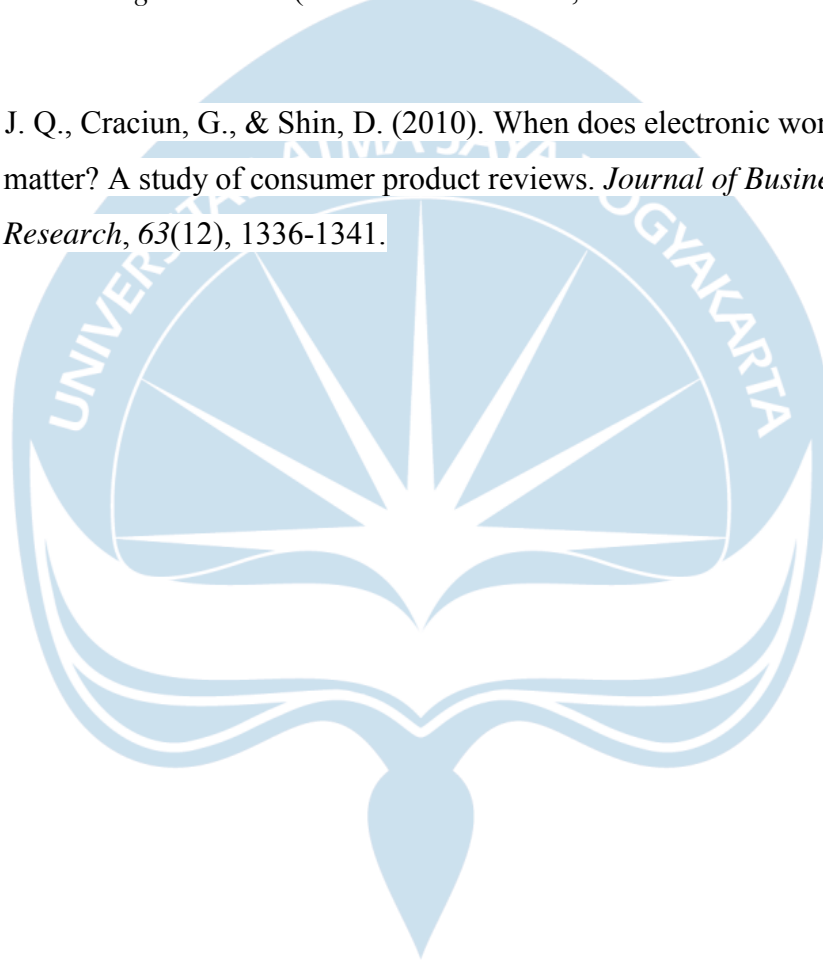 J. Q., Craciun, G., & Shin, D. (2010). When does electronic wor
matter? A study of consumer product reviews. Journal of Busine
Research, 63(12), 1336-1341.
UNIVERSITAS ATMA JAYA YOGYAKARTA